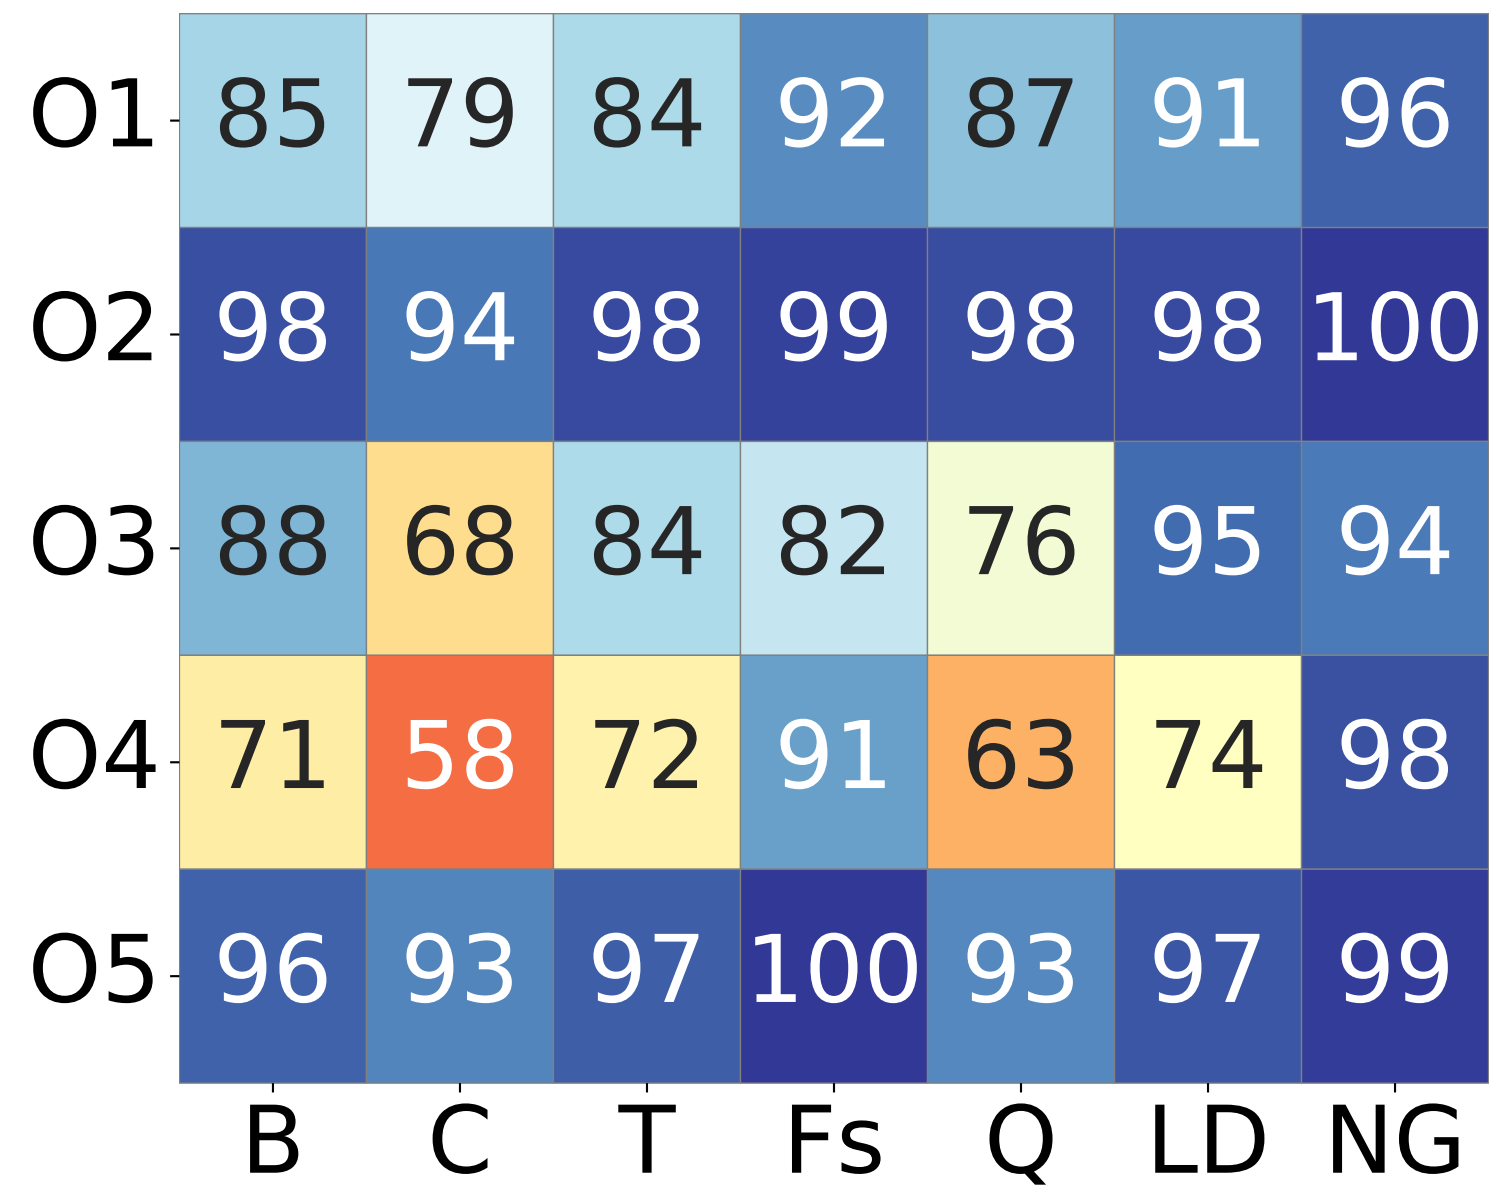 O1 85 79 84 92 87 91 96
O2 98 94 98 99 98 98 100
O3 88 68 84 82 76 95 94
O4 71 58 72 91 63 74 98
O5 96 93 97 100 93 97 99
B C T Fs Q LD NG